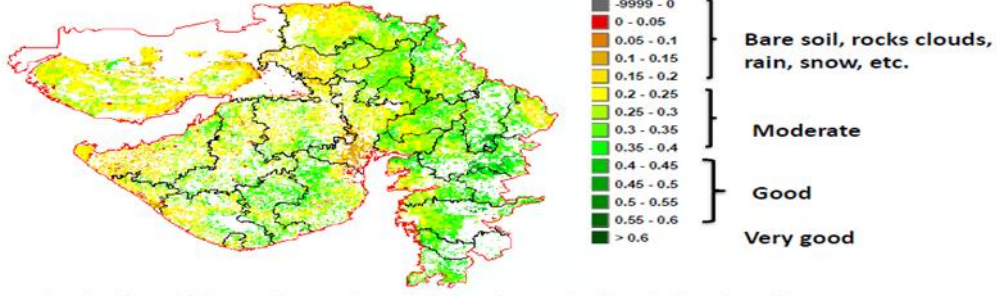 -9999 - 0
0 - 0.05
0.05 - 0.1
0.1 - 0.15
0.15 - 0.2
Bare soil, rocks clouds,
rain, snow, etc.
0.2 - 0.25
0.25 - 0.3
0.3 - 0.35
0.35 - 0.4
Moderate
0.4 - 0.45
0.45 - 0.5
0.5 - 0.55
0.55 - 0.6
Good
> 0.6
Very good